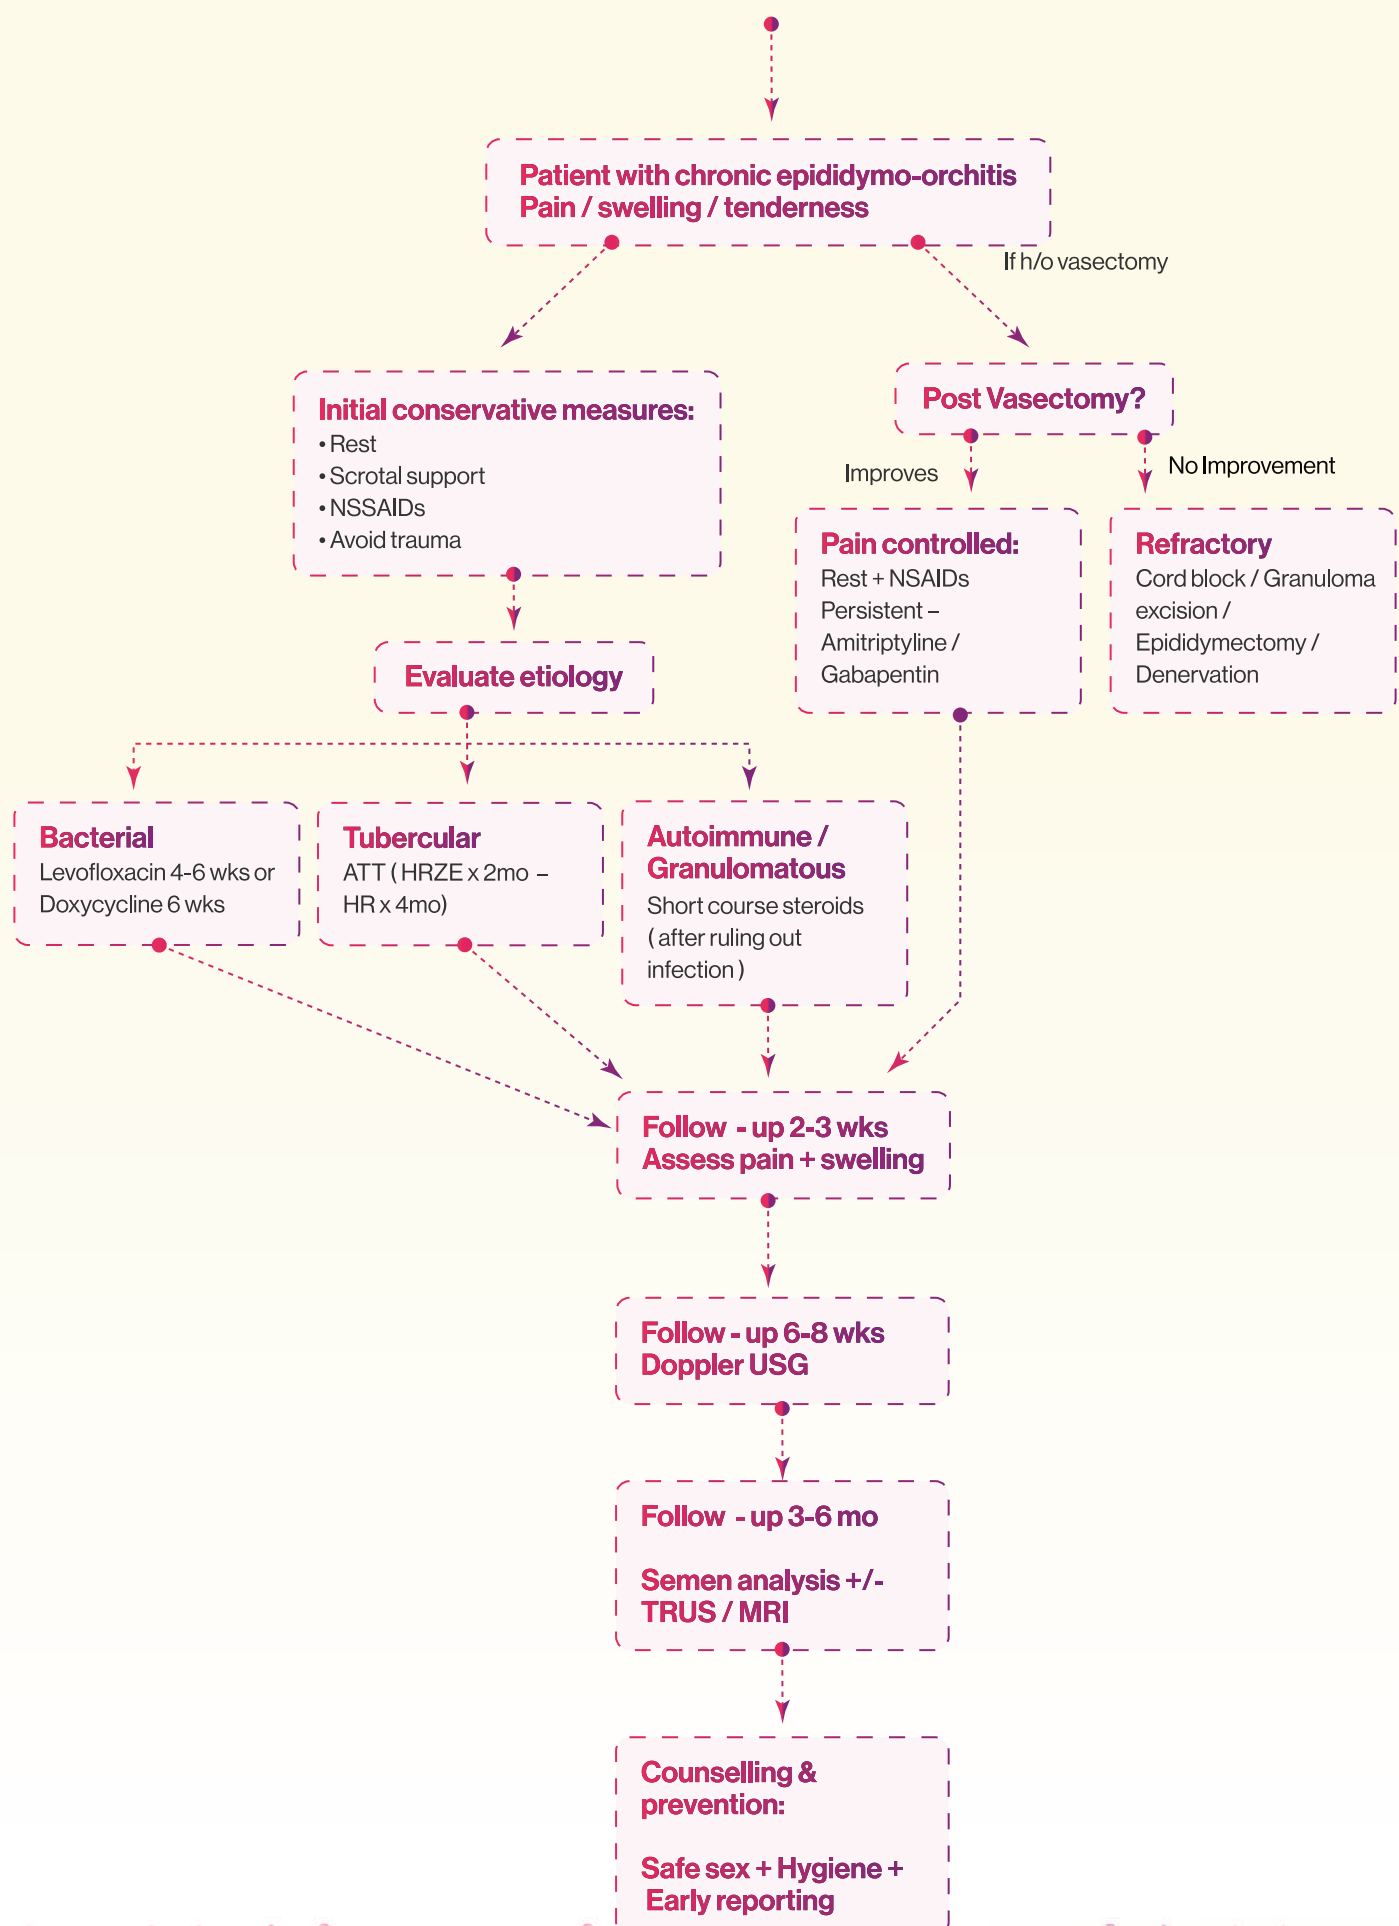 Patient with chronic epididymo-orchitis
Pain / swelling / tenderness
If h/o vasectomy
Initial conservative measures:
• Rest
• Scrotal support
• NSSAIDs
• Avoid trauma
Post Vasectomy?
Improves
No Improvement
Pain controlled:
Rest + NSAIDs
Persistent –
Amitriptyline /
Gabapentin
Refractory
Cord block / Granuloma
excision /
Epididymectomy /
Denervation
Evaluate etiology
Bacterial
Levofloxacin 4-6 wks or
Doxycycline 6 wks
Tubercular
ATT ( HRZE x 2mo –
HR x 4mo)
Autoimmune /
Granulomatous
Short course steroids
( after ruling out
infection )
Follow - up 2-3 wks
Assess pain + swelling
Follow - up 6-8 wks
Doppler USG
Follow - up 3-6 mo
Semen analysis +/-
TRUS / MRI
Counselling &
prevention:
Safe sex + Hygiene +
Early reporting